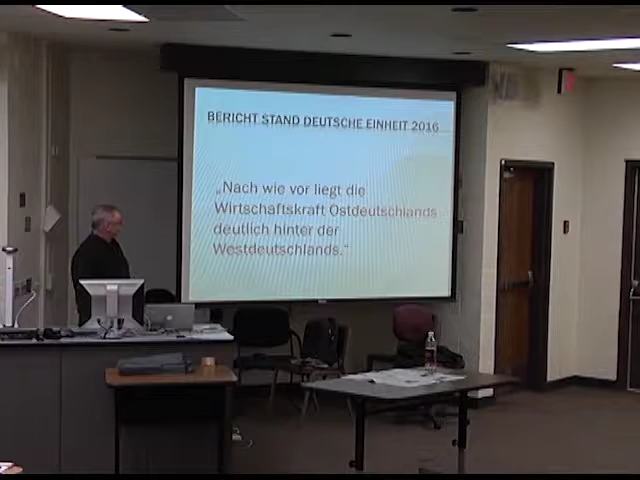 BERICHT STAND DEUTSCHE EINHEIT 2016
„Nach wie vor liegt die
Wirtschaftskraft Ostdeutschlands
deutlich hinter der
Westdeutschlands.“